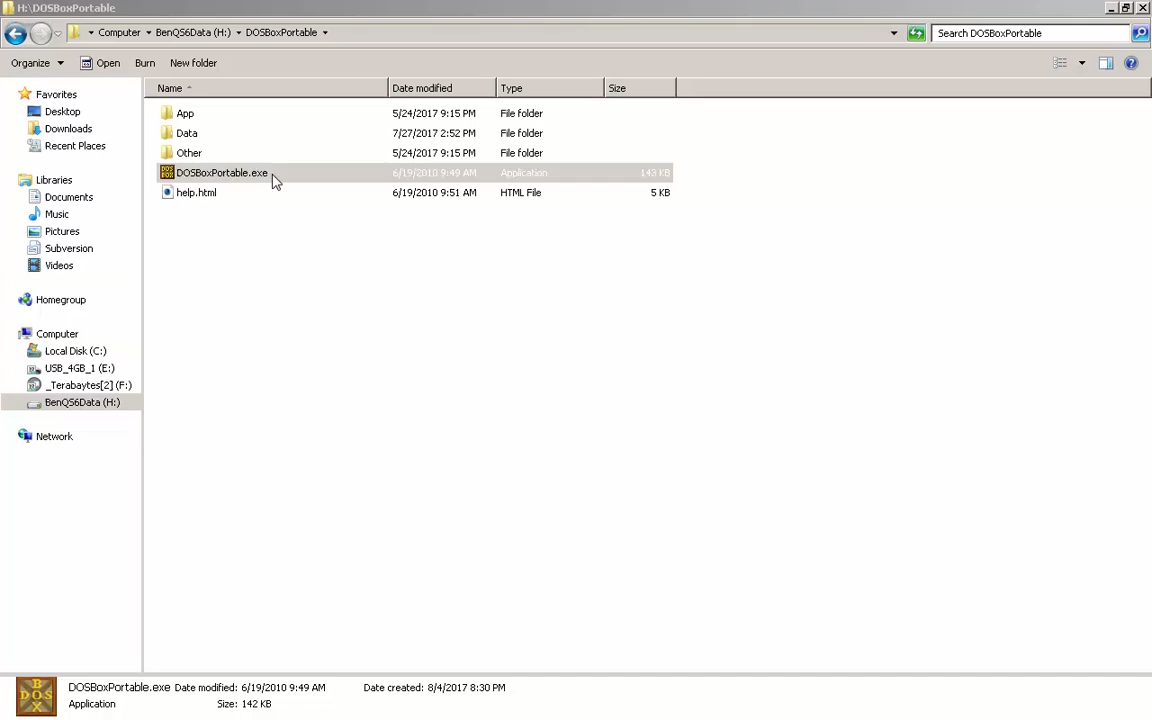 H:\DOSBoxPortable
Computer BenQS6Data (H:) DOSBoxPortable
Search DOSBoxPortable
Organize Open Burn New folder
Name Date modified Type Size
Favorites
Desktop
Downloads
Recent Places
Libraries
Documents
Music
Pictures
Subversion
Videos
Homegroup
Computer
Local Disk (C:)
USB_4GB_1 (E:)
_Terabytes[2] (F:)
BenQS6Data (H:)
Network
App 5/24/2017 9:15 PM File folder
Data 7/27/2017 2:52 PM File folder
Other 5/24/2017 9:15 PM File folder
DOSBoxPortable.exe 6/19/2010 9:49 AM Application 143 KB
help.html 6/19/2010 9:51 AM HTML File 5 KB
DOS
BOX
DOSBoxPortable.exe Date modified: 6/19/2010 9:49 AM Date created: 8/4/2017 8:30 PM
Application Size: 142 KB